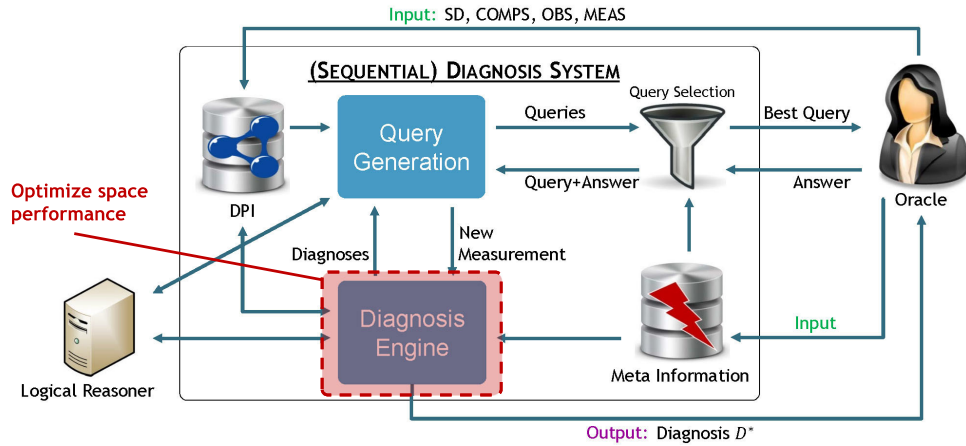 Input: SD, COMPS, OBS, MEAS
(SEQUENTIAL) DIAGNOSIS SYSTEM
Query Selection
Query
Generation
Queries
Best Query
Query+Answer
Answer
Optimize space
performance
DPI
Oracle
Diagnoses
New
Measurement
Diagnosis
Engine
Input
Logical Reasoner
Meta Information
Output: Diagnosis D*